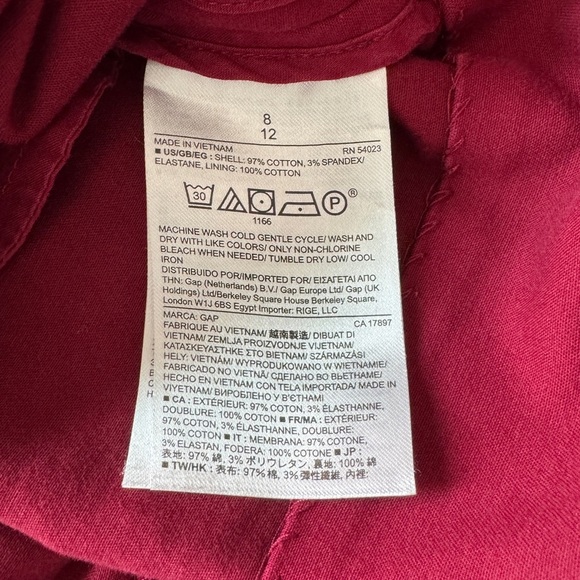 8
12
MADE IN VIETNAM RN 54023
■ US/GB/EG : SHELL: 97% COTTON, 3% SPANDEX/
ELASTANE, LINING: 100% COTTON
30 P ®
1166
MACHINE WASH COLD GENTLE CYCLE/ WASH AND
DRY WITH LIKE COLORS/ ONLY NON-CHLORINE
BLEACH WHEN NEEDED/ TUMBLE DRY LOW/ COOL
IRON
DISTRIBUIDO POR/IMPORTED FOR/ ΕΙΣΑΓΕΤΑΙ ΑΠΟ
ΤΗΝ: Gap (Netherlands) B.V./ Gap Europe Ltd/ Gap (UK
Holdings) Ltd/Berkeley Square House Berkeley Square,
London W1J 6BS Egypt Importer: RIGE, LLC
MARCA: GAP CA 17897
FABRIQUE AU VIETNAM/ 越南製造/ DIBUAT DI
VIETNAM/ ZEMLJA PROIZVODNJE VIJETNAM/
ΚΑΤΑΣΚΕΥΑΣΤΗΚΕ ΣΤΟ ΒΙΕΤΝΑΜ/ SZÁRMAZÁSI
HELY: VIETNAM/ WYPRODUKOWANO W WIETNAMIE/
FABRICADO NO VIETNÃ/ СДЕЛАНО ВО ВЬЕТНАМЕ/
HECHO EN VIETNAM CON TELA IMPORTADA/ MADE IN
VIYETNAM/ ВИРОБЛЕНО У В'ЄТНАМІ
■ CA : EXTÉRIEUR: 97% COTON, 3% ÉLASTHANNE,
DOUBLURE: 100% COTON ■ FR/MA : EXTÉRIEUR:
97% COTON, 3% ÉLASTHANNE, DOUBLURE:
100% COTON ■ IT : MEMBRANA: 97% COTONE,
3% ELASTAN, FODERA: 100% COTONE ■ JP :
表地: 97% 綿, 3% ポリウレタン, 裏地: 100% 綿
■ TW/HK : 表布: 97% 棉, 3% 彈性纖維, 內裡: